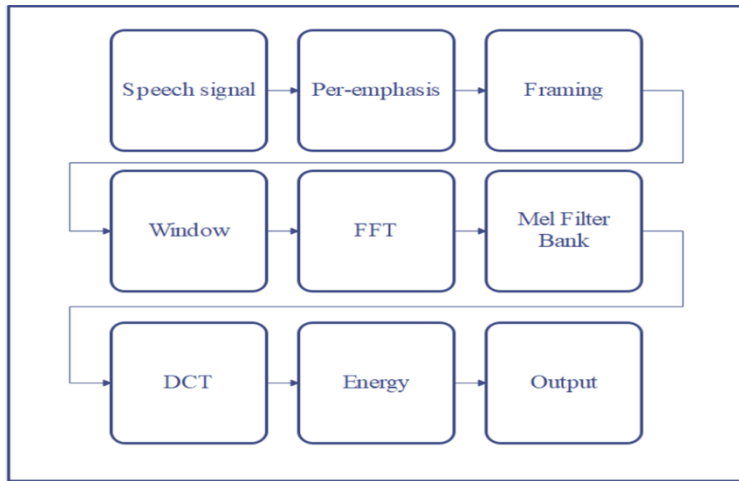 Speech signal
Per-emphasis
Framing
Window
FFT
Mel Filter
Bank
DCT
Energy
Output